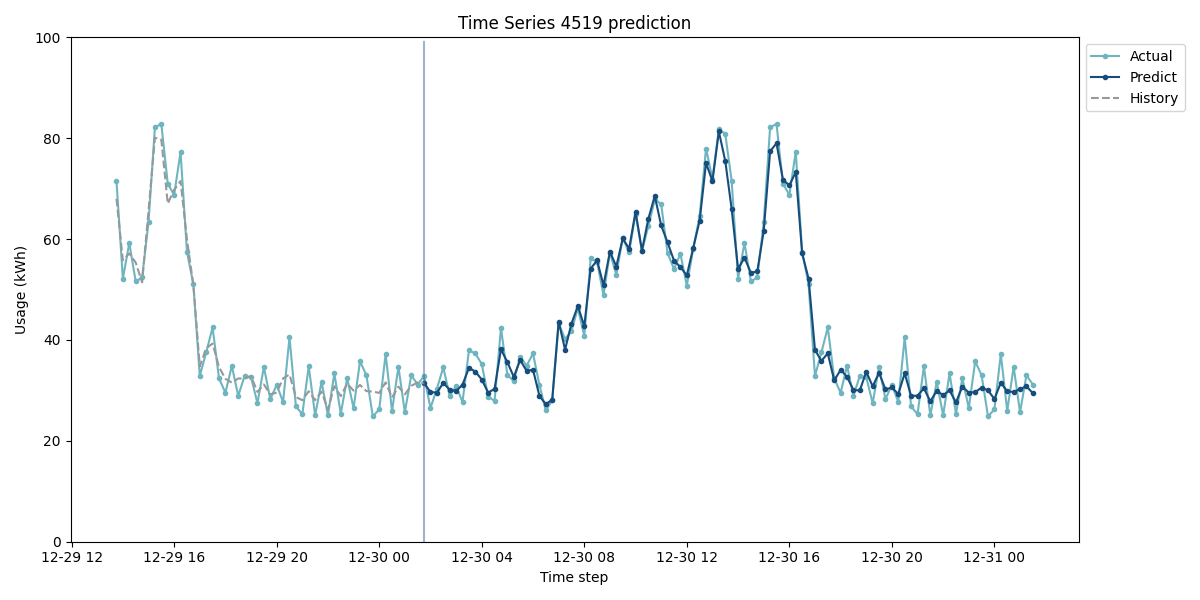 Time Series 4519 prediction
Actual
Predict
History
Usage (kWh)
100
80
60
40
20
0
12-29 12
12-29 16
12-29 20
12-30 00
12-30 04
12-30 08
12-30 12
12-30 16
12-30 20
12-31 00
Time step